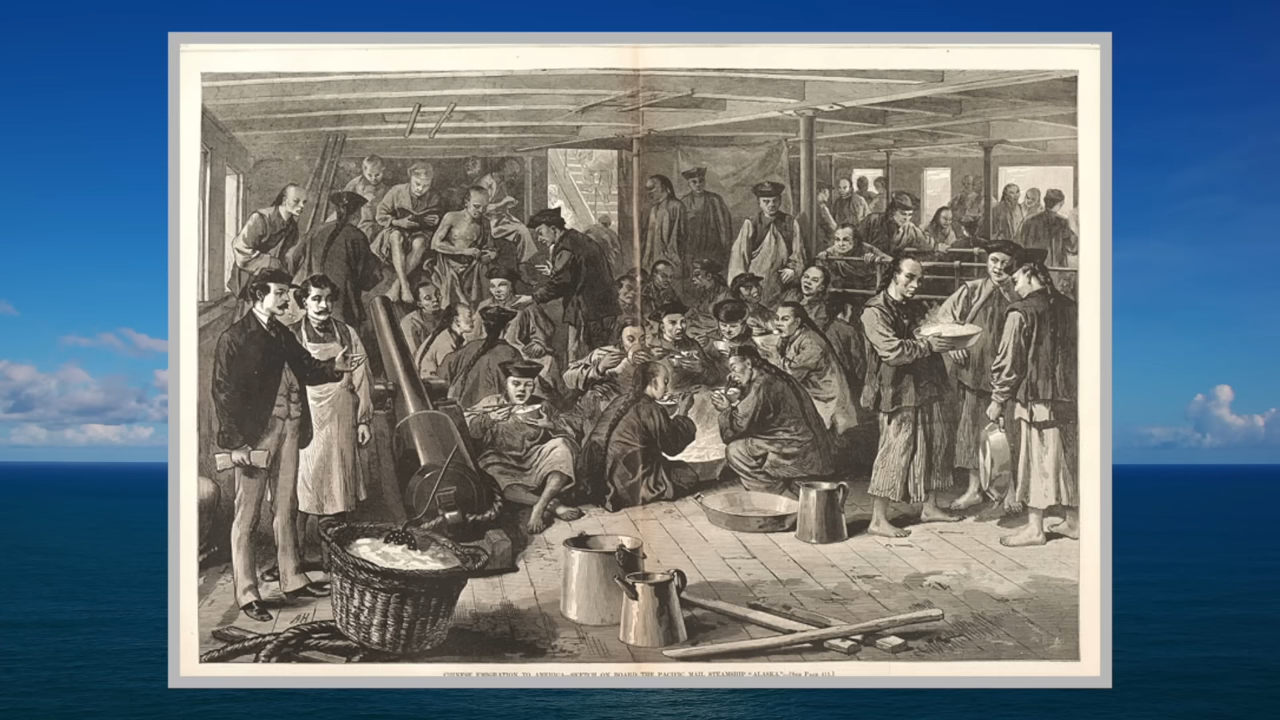 CHINESE EMIGRATION TO AMERICA—SKETCH ON BOARD THE PACIFIC MAIL STEAMSHIP "ALASKA."—[See Page